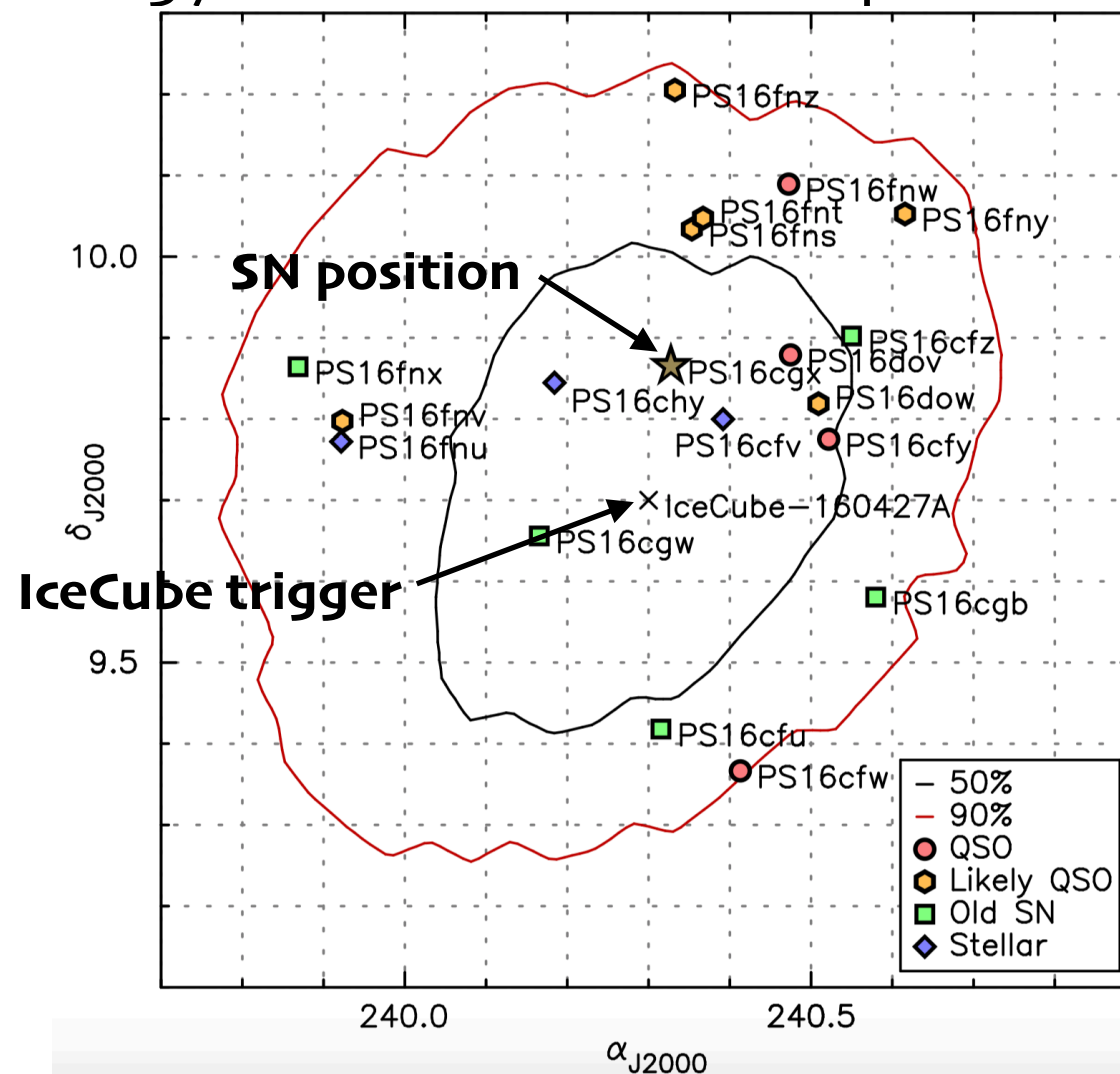 PS16fnz
PS16fnw
PS16fnt
PS16fny
PS16fns
10.0
SN position
PS16cfz
PS16dov
PS16cgx
PS16fnx
PS16chy
PS16dow
PS16fnv
PS16cfv
PS16cfy
PS16fnu
δJ2000
IceCube-160427A
PS16cgw
IceCube trigger
PS16cgb
9.5
PS16cfu
PS16cfw
50%
90%
QSO
Likely QSO
Old SN
Stellar
240.0
240.5
αJ2000